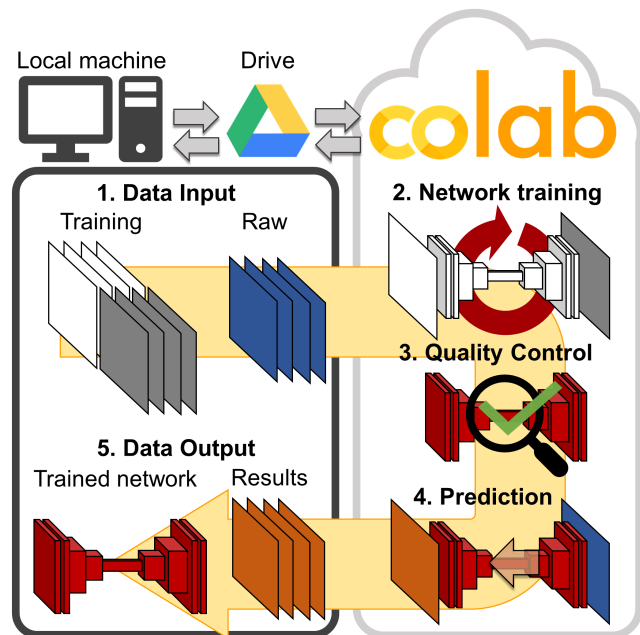 Local machine
Drive
colab
1. Data Input
Training
Raw
2. Network training
3. Quality Control
4. Prediction
5. Data Output
Trained network
Results